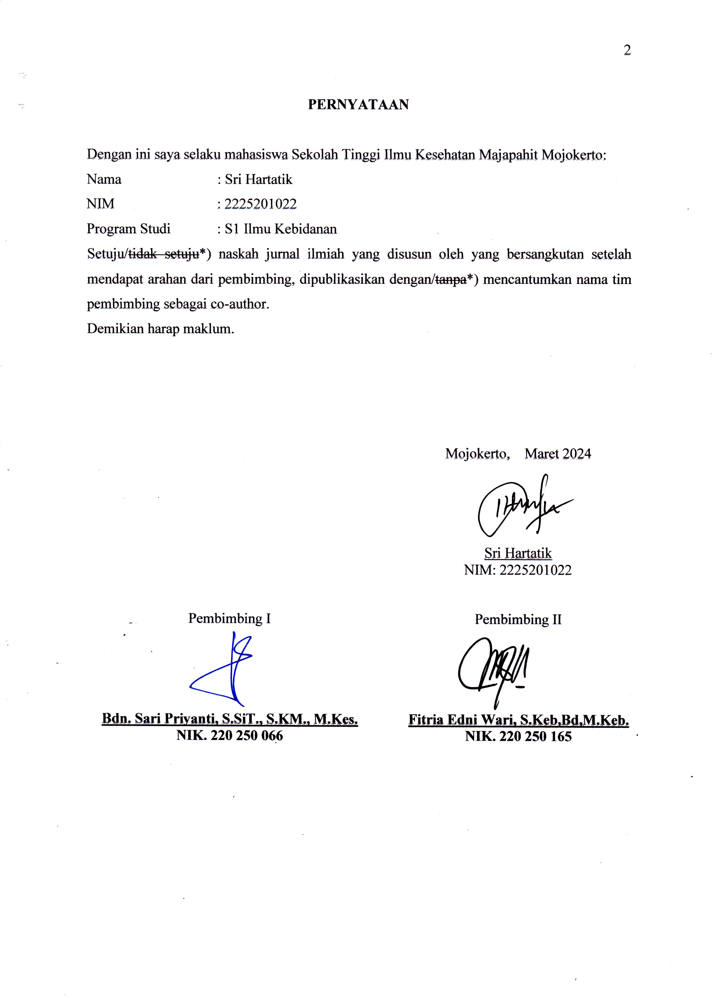 2
PERNYATAAN
Dengan ini saya selaku mahasiswa Sekolah Tinggi Ilmu Kesehatan Majapahit Mojokerto:
Nama : Sri Hartatik
NIM : 2225201022
Program Studi : S1 Ilmu Kebidanan
Setuju/tidak setuju*) naskah jurnal ilmiah yang disusun oleh yang bersangkutan setelah
mendapat arahan dari pembimbing, dipublikasikan dengan/tanpa*) mencantumkan nama tim
pembimbing sebagai co-author.
Demikian harap maklum.
Mojokerto, Maret 2024
Sri Hartatik
NIM: 2225201022
Pembimbing I
Bdn. Sari Priyanti, S.SiT., S.KM., M.Kes.
NIK. 220 250 066
Pembimbing II
Fitria Edni Wari, S.Keb,Bd,M.Keb.
NIK. 220 250 165